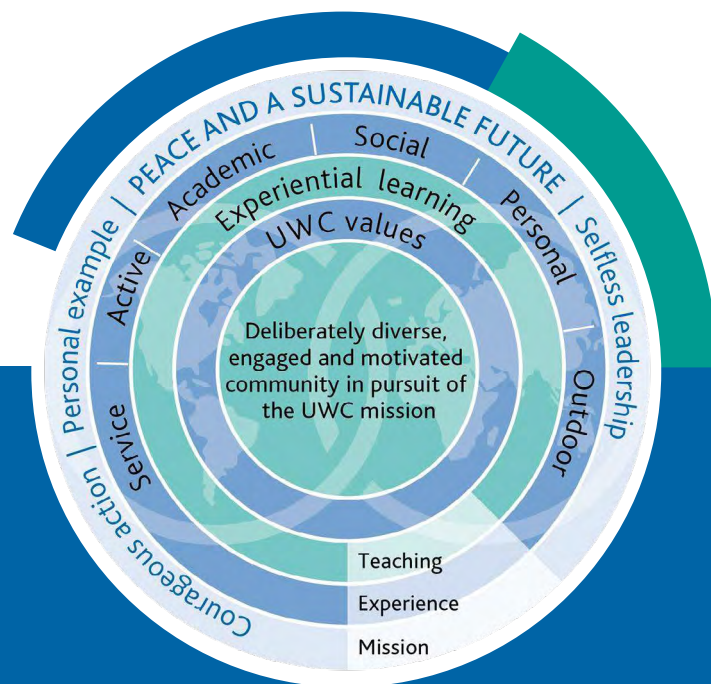 Courageous action | Personal example | PEACE AND A SUSTAINABLE FUTURE | Selfless leadership
Service
Active
Academic
Social
Personal
Outdoor
Experiential learning
UWC values
Deliberately diverse,
engaged and motivated
community in pursuit of
the UWC mission
Teaching
Experience
Mission